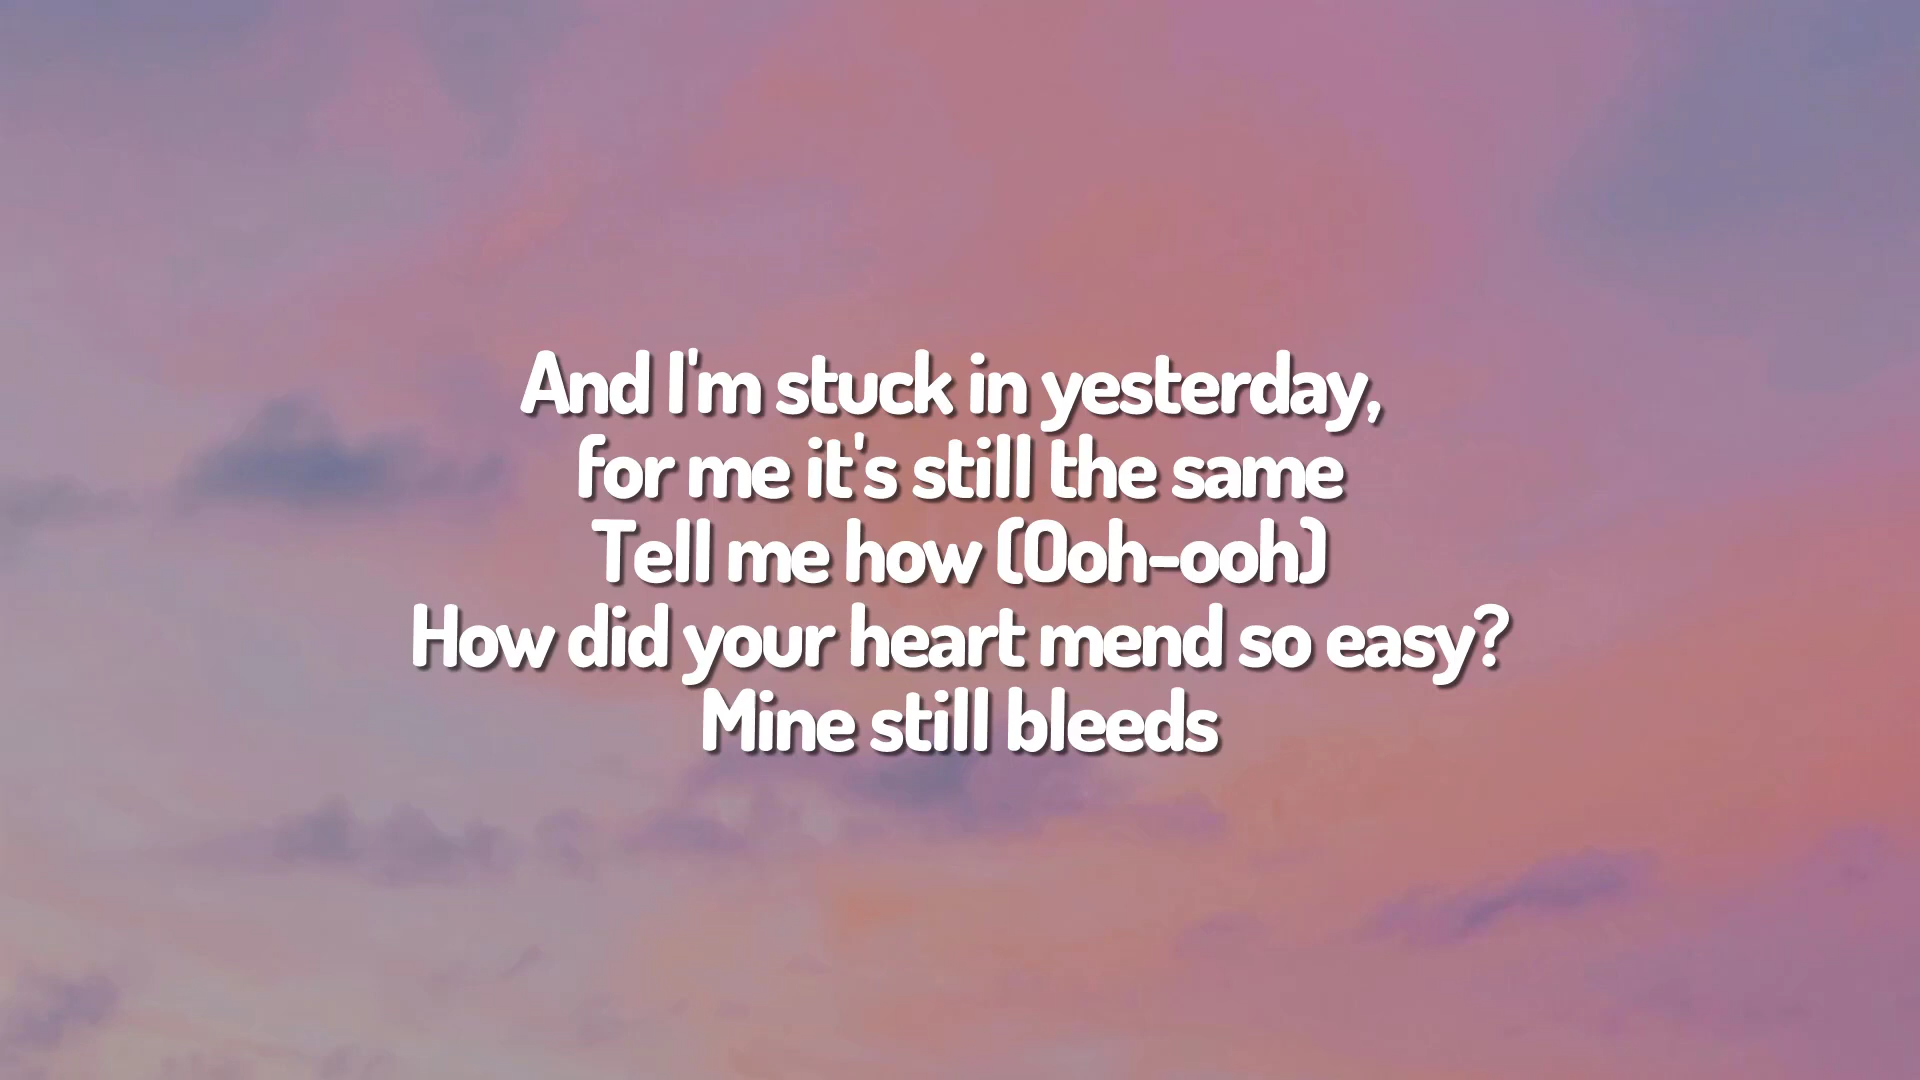 And I'm stuck in yesterday,
for me it's still the same
Tell me how (Ooh-ooh)
How did your heart mend so easy?
Mine still bleeds